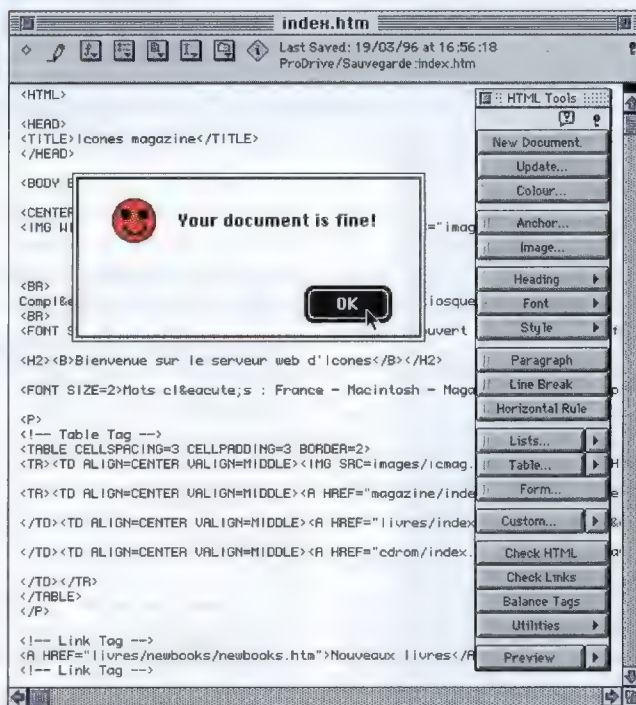 index.htm
Last Saved: 19/03/96 at 16:56:18
ProDrive/Sauvegarde:index.htm
<HTML>
<HEAD>
<TITLE>Icones magazine</TITLE>
</HEAD>
<BODY B
<CENTER
<IMG WI ="imag
<BR>
Compl&e iosque
<BR>
<FONT S uvert
<H2><B>Bienvenue sur le serveur web d'Icones</B></H2>
<FONT SIZE=2>Mots cl&eacute;s : France - Macintosh - Maga
<P>
<!-- Table Tag -->
<TABLE CELLSPACING=3 CELLPADDING=3 BORDER=2>
<TR><TD ALIGN=CENTER VALIGN=MIDDLE><IMG SRC=images/icmag.
<TR><TD ALIGN=CENTER VALIGN=MIDDLE><A HREF="magazine/inde
</TD><TD ALIGN=CENTER VALIGN=MIDDLE><A HREF="livres/index
</TD><TD ALIGN=CENTER VALIGN=MIDDLE><A HREF="cdrom/index.
</TD></TR>
</TABLE>
</P>
<!-- Link Tag -->
<A HREF="livres/newbooks/newbooks.htm">Nouveaux livres</A
<!-- Link Tag -->
Your document is fine!
OK
HTML Tools
New Document.
Update...
Colour...
Anchor...
Image...
Heading
Font
Style
Paragraph
Line Break
Horizontal Rule
Lists...
Table...
Form...
Custom...
Check HTML
Check Links
Balance Tags
Utilities
Preview